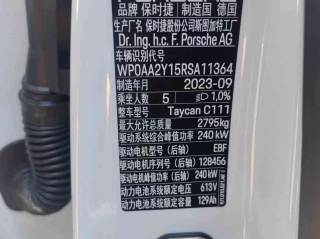 品牌 保时捷 制造国 德国
生产厂名 保时捷股份公司斯图加特工厂
Dr. Ing. h.c. F. Porsche AG
车辆识别代号
WP0AA2Y15RSA11364
制造年月 2023-09
乘坐人数 5 1,0%
整车型号 Taycan C111
最大允许总质量 2795kg
驱动系统综合峰值功率 240 kW
驱动电机型号（后轴） EBF
驱动电机序列号（后轴） 128456
驱动电机峰值功率（后轴） 240 kW
动力电池系统额定电压 613V
动力电池系统额定容量 129Ah